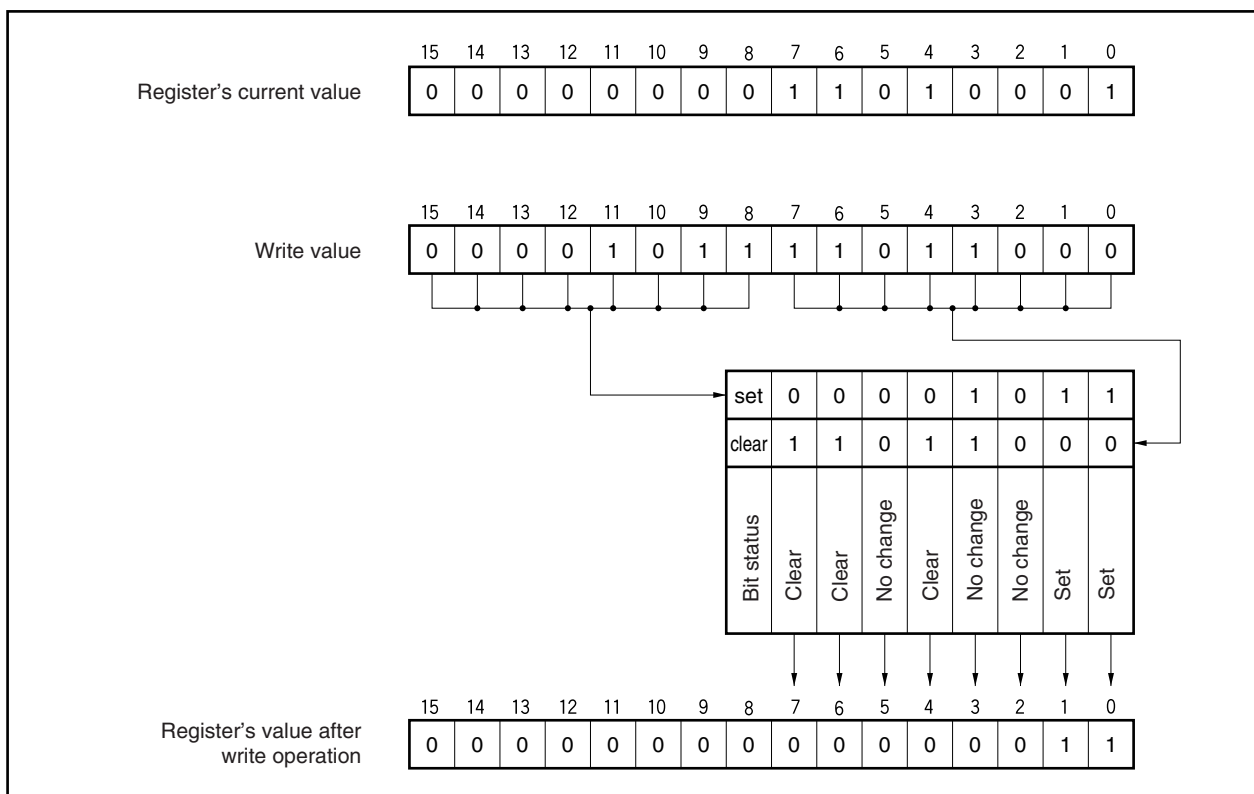 15 14 13 12 11 10 9 8 7 6 5 4 3 2 1 0
Register's current value 0 0 0 0 0 0 0 0 1 1 0 1 0 0 0 1
15 14 13 12 11 10 9 8 7 6 5 4 3 2 1 0
Write value 0 0 0 0 1 0 1 1 1 1 0 1 1 0 0 0
set 0 0 0 0 1 0 1 1
clear 1 1 0 1 1 0 0 0
Bit status Clear Clear No change Clear No change No change Set Set
15 14 13 12 11 10 9 8 7 6 5 4 3 2 1 0
Register's value after
write operation 0 0 0 0 0 0 0 0 0 0 0 0 0 0 1 1